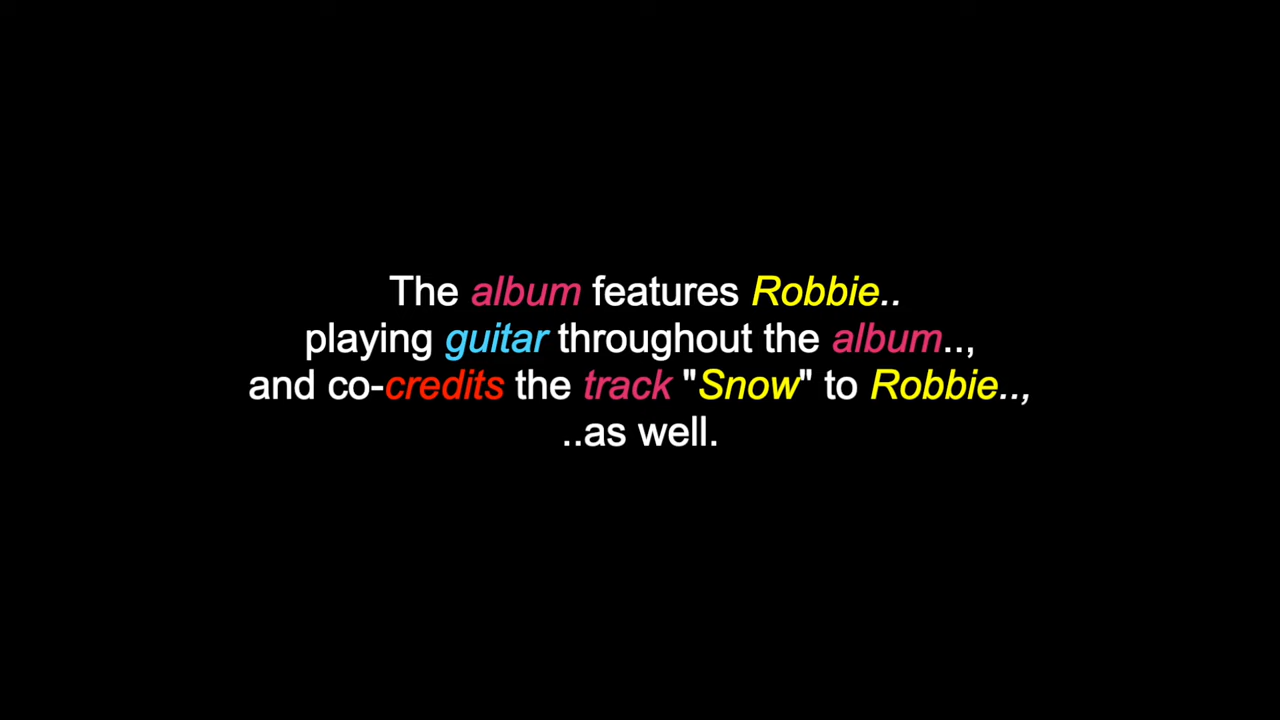 The album features Robbie..
playing guitar throughout the album..,
and co-credits the track "Snow" to Robbie..,
..as well.